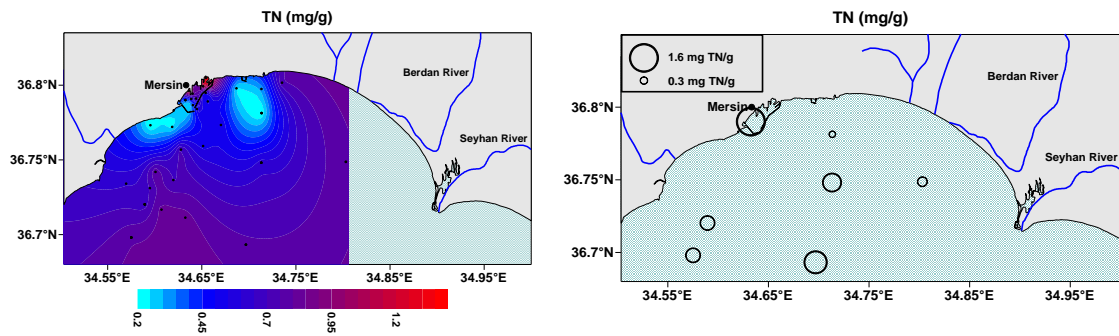 TN (mg/g)
36.8°N
36.75°N
36.7°N
Mersin
Berdan River
Seyhan River
34.55°E
34.65°E
34.75°E
34.85°E
34.95°E
0.2
0.45
0.7
0.95
1.2
TN (mg/g)
1.6 mg TN/g
0.3 mg TN/g
36.8°N
36.75°N
36.7°N
Mersin
Berdan River
Seyhan River
34.55°E
34.65°E
34.75°E
34.85°E
34.95°E